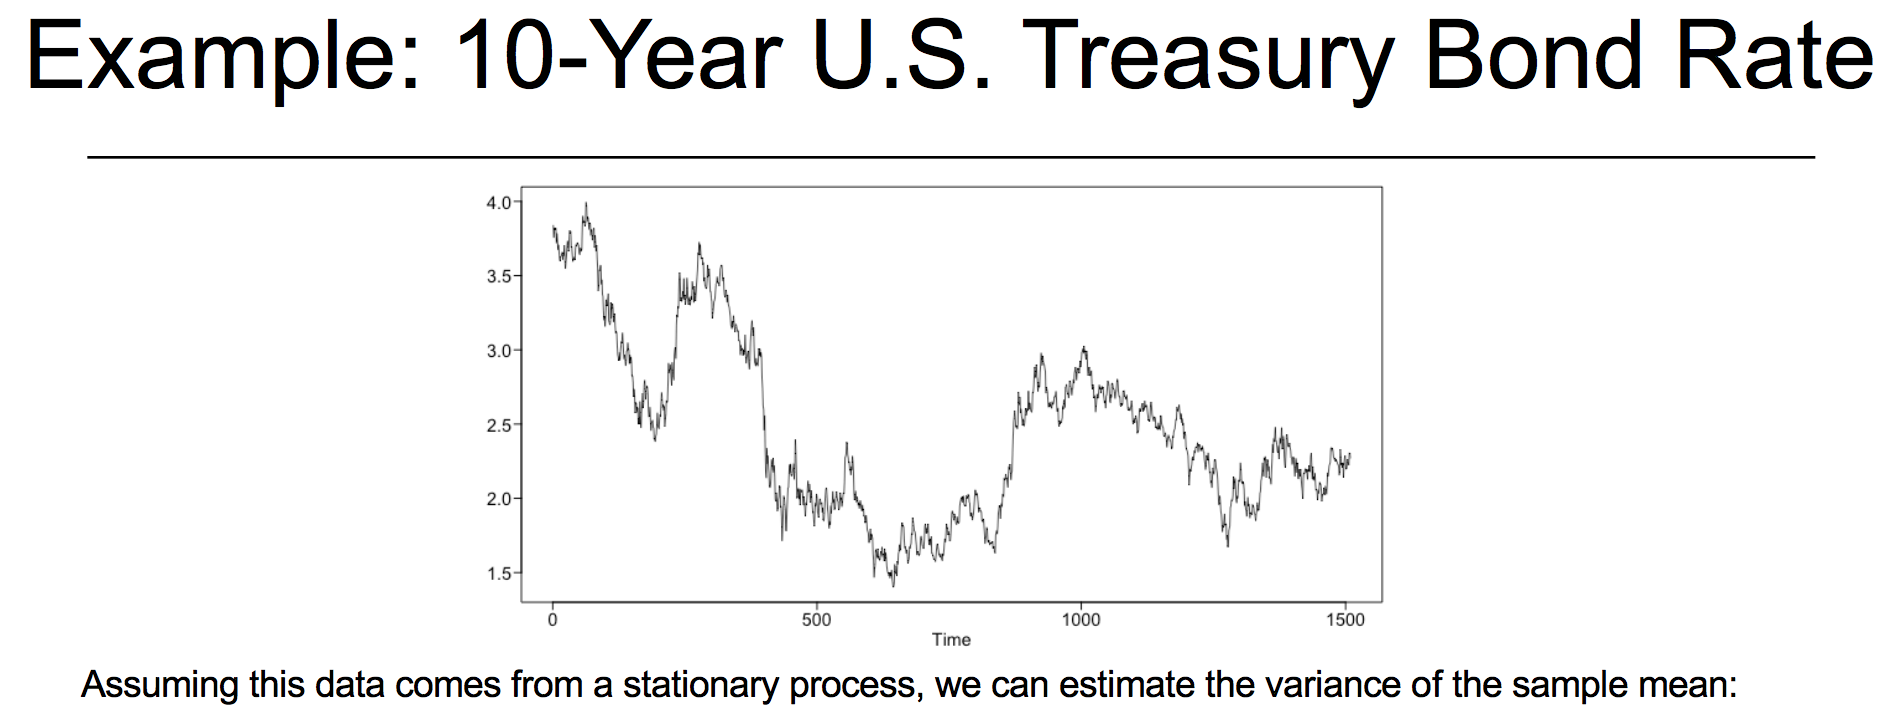 Example: 10-Year U.S. Treasury Bond Rate
4.0
3.5
3.0
2.5
2.0
1.5
0 500 1000 1500
Time
Assuming this data comes from a stationary process, we can estimate the variance of the sample mean: